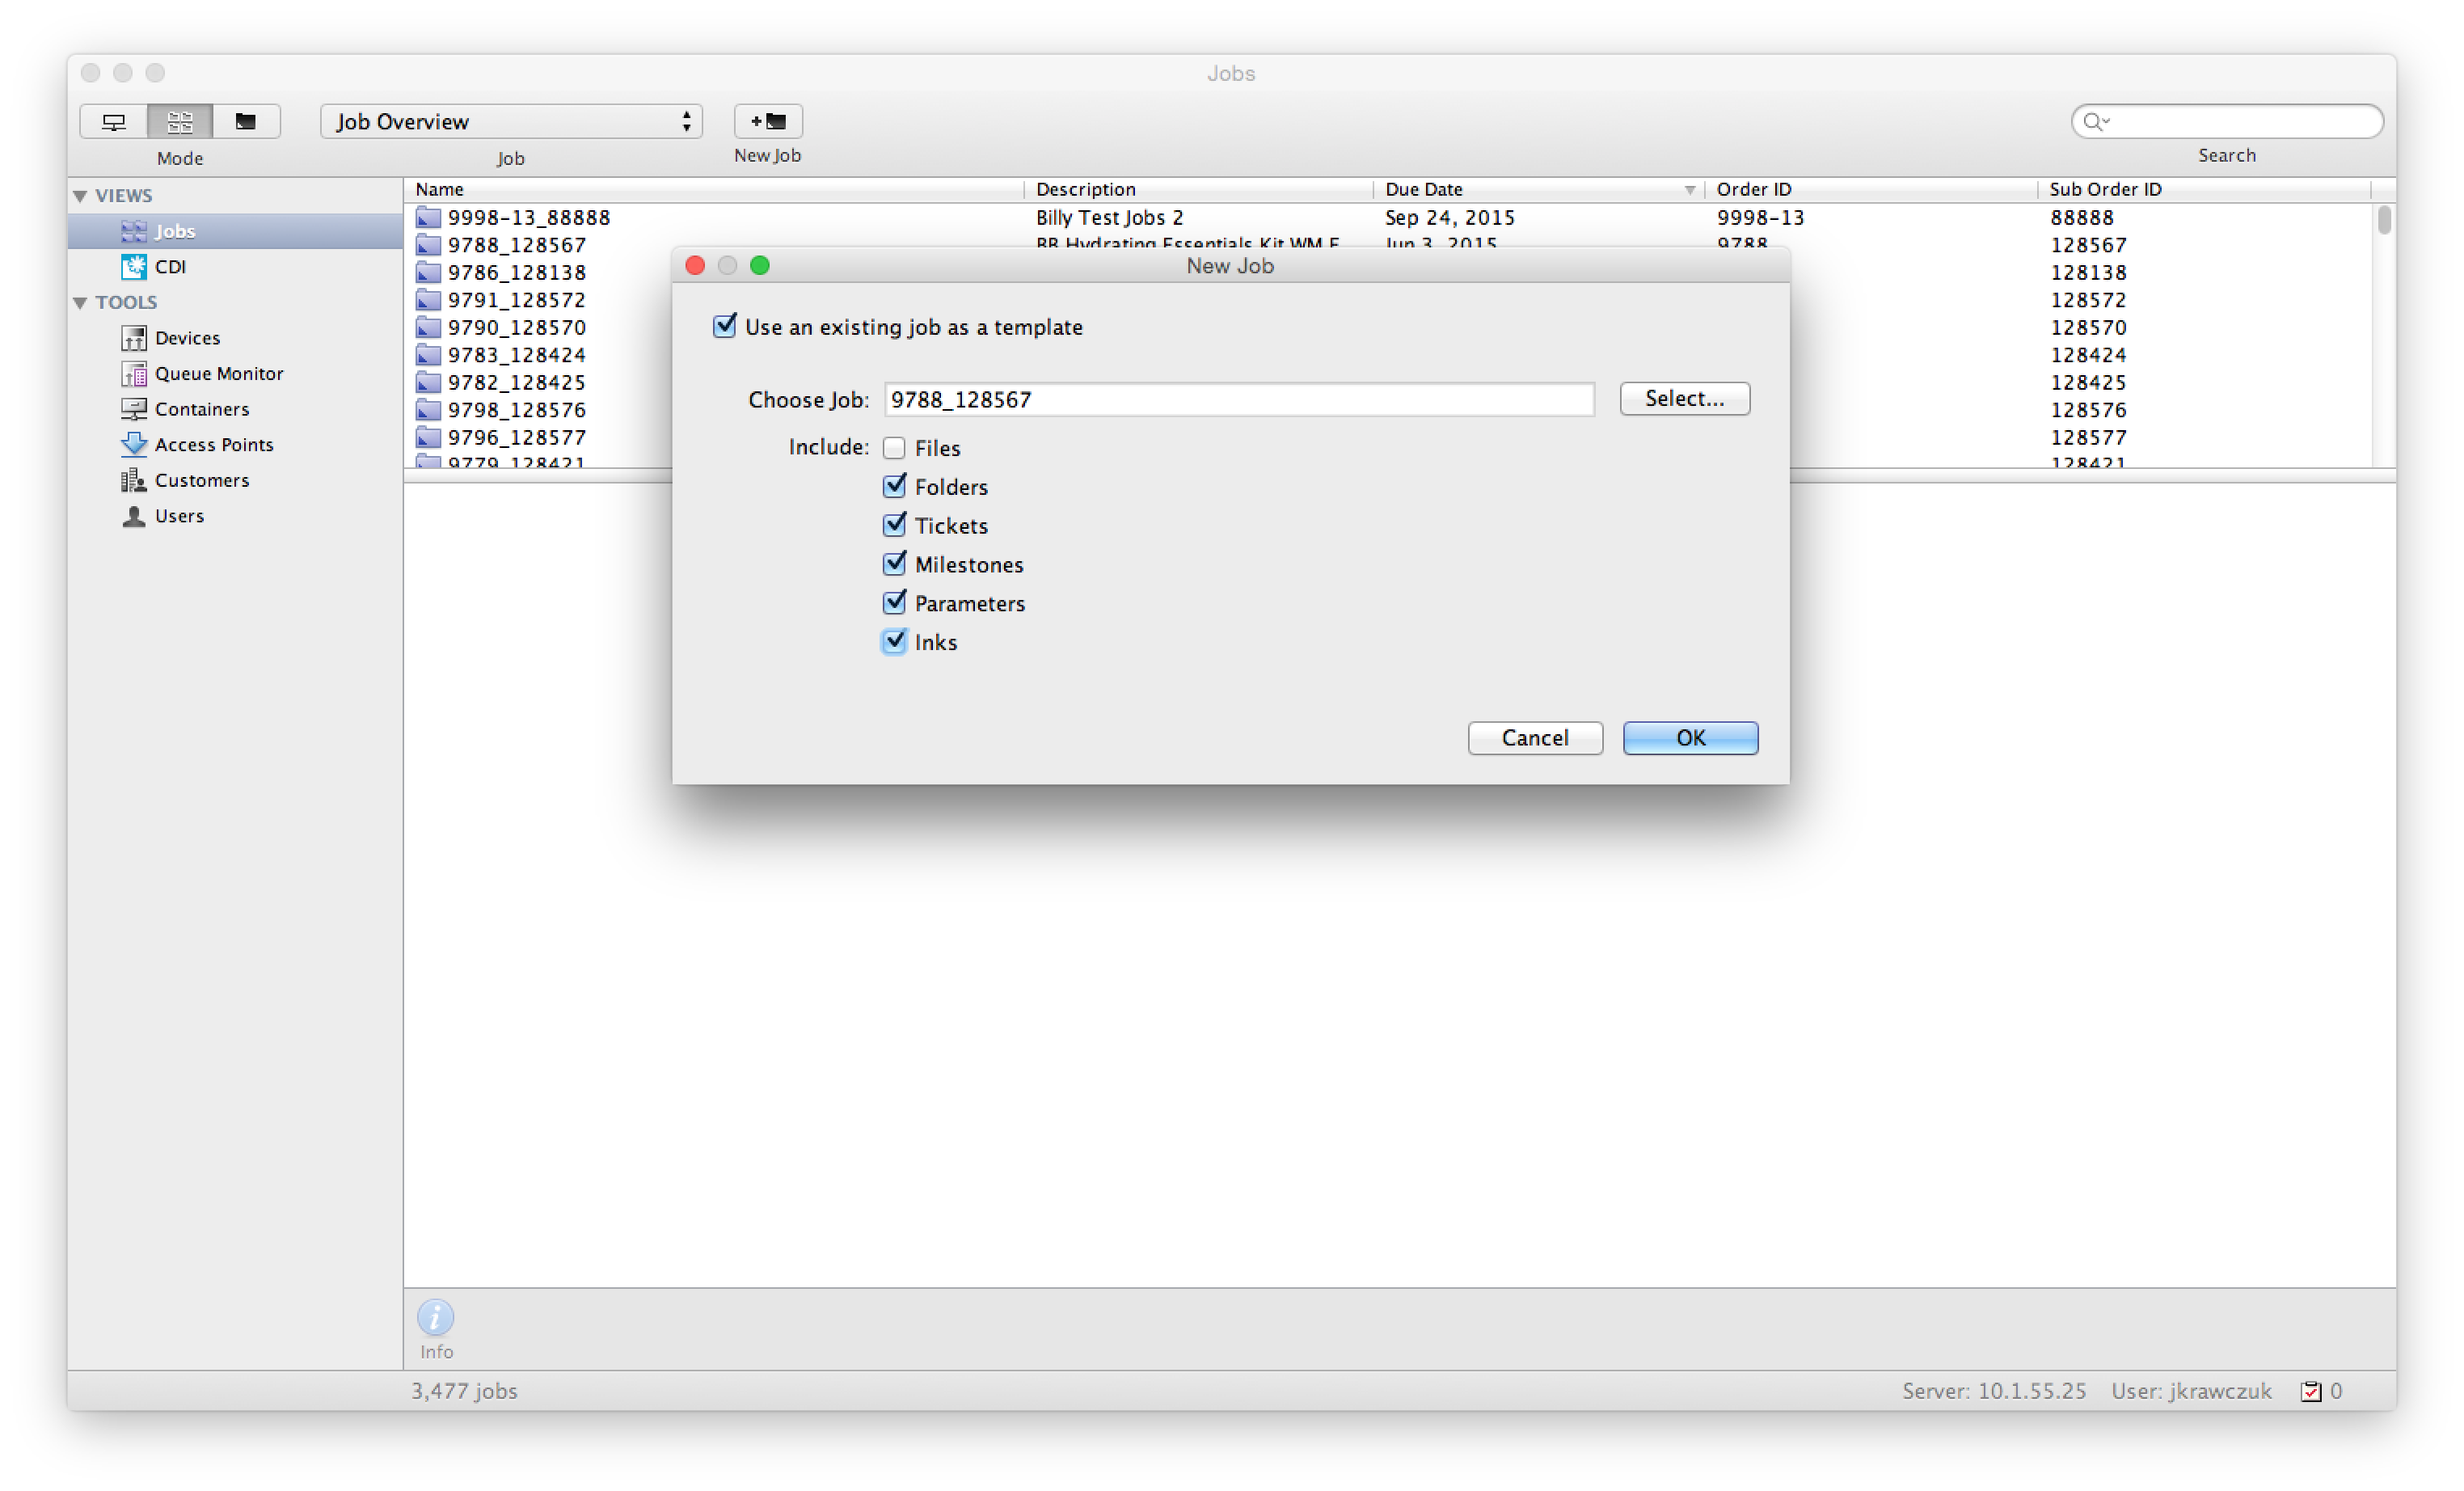 Jobs
Job Overview
Mode
Job
New Job
Search
VIEWS
Jobs
CDI
TOOLS
Devices
Queue Monitor
Containers
Access Points
Customers
Users
Name Description Due Date Order ID Sub Order ID
9998-13_88888 Billy Test Jobs 2 Sep 24, 2015 9998-13 88888
9788_128567 BB Hydrating Essentials Kit WM F Jun 3, 2015 9788 128567
9786_128138 128138
9791_128572 128572
9790_128570 128570
9783_128424 128424
9782_128425 128425
9798_128576 128576
9796_128577 128577
9779_128421 128421
New Job
Use an existing job as a template
Choose Job: 9788_128567 Select...
Include: Files
Folders
Tickets
Milestones
Parameters
Inks
Cancel OK
i
Info
3,477 jobs Server: 10.1.55.25 User: jkrawczuk 0